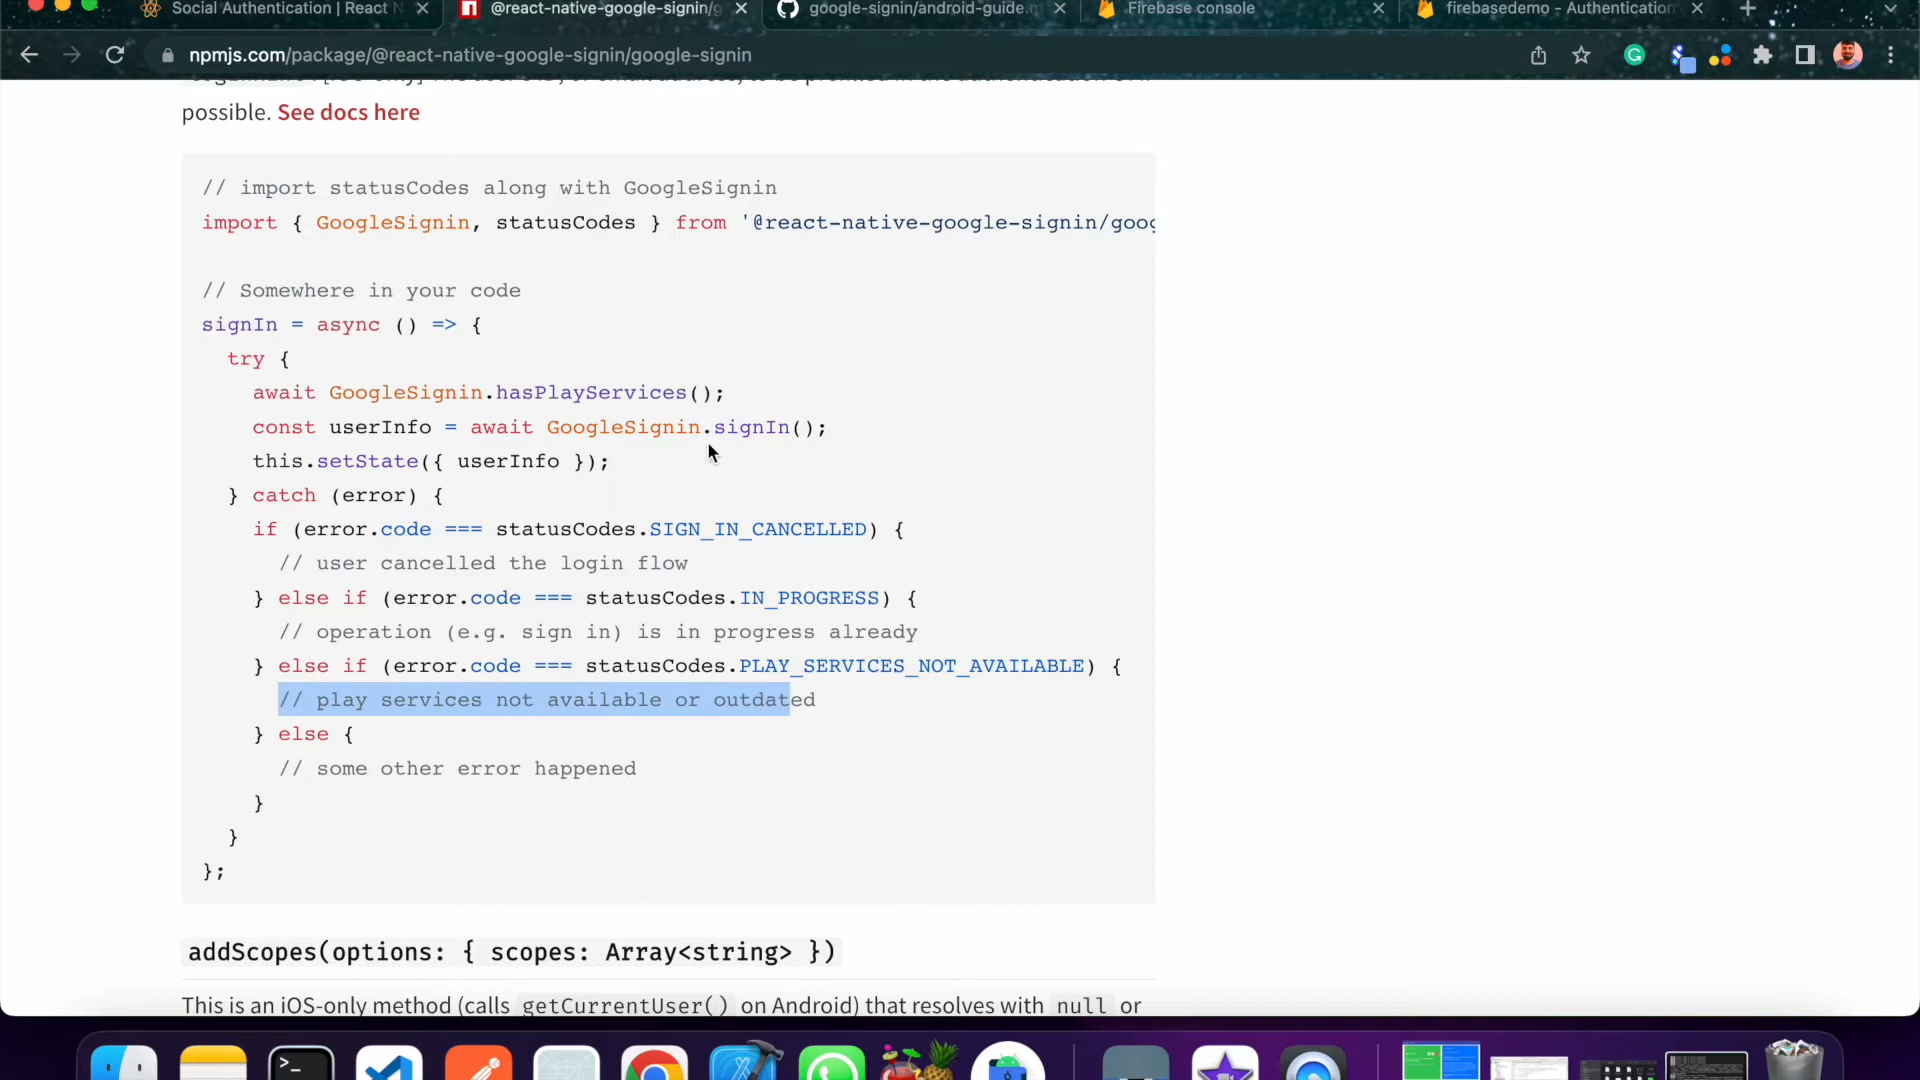 Social Authentication | React N
@react-native-google-signin/g
google-signin/android-guide.m
Firebase console
firebasedemo - Authentication
npmjs.com/package/@react-native-google-signin/google-signin
possible. See docs here
// import statusCodes along with GoogleSignin
import { GoogleSignin, statusCodes } from '@react-native-google-signin/goog
// Somewhere in your code
signIn = async () => {
try {
await GoogleSignin.hasPlayServices();
const userInfo = await GoogleSignin.signIn();
this.setState({ userInfo });
} catch (error) {
if (error.code === statusCodes.SIGN_IN_CANCELLED) {
// user cancelled the login flow
} else if (error.code === statusCodes.IN_PROGRESS) {
// operation (e.g. sign in) is in progress already
} else if (error.code === statusCodes.PLAY_SERVICES_NOT_AVAILABLE) {
// play services not available or outdated
} else {
// some other error happened
}
}
};
addScopes(options: { scopes: Array<string> })
This is an iOS-only method (calls getCurrentUser() on Android) that resolves with null or